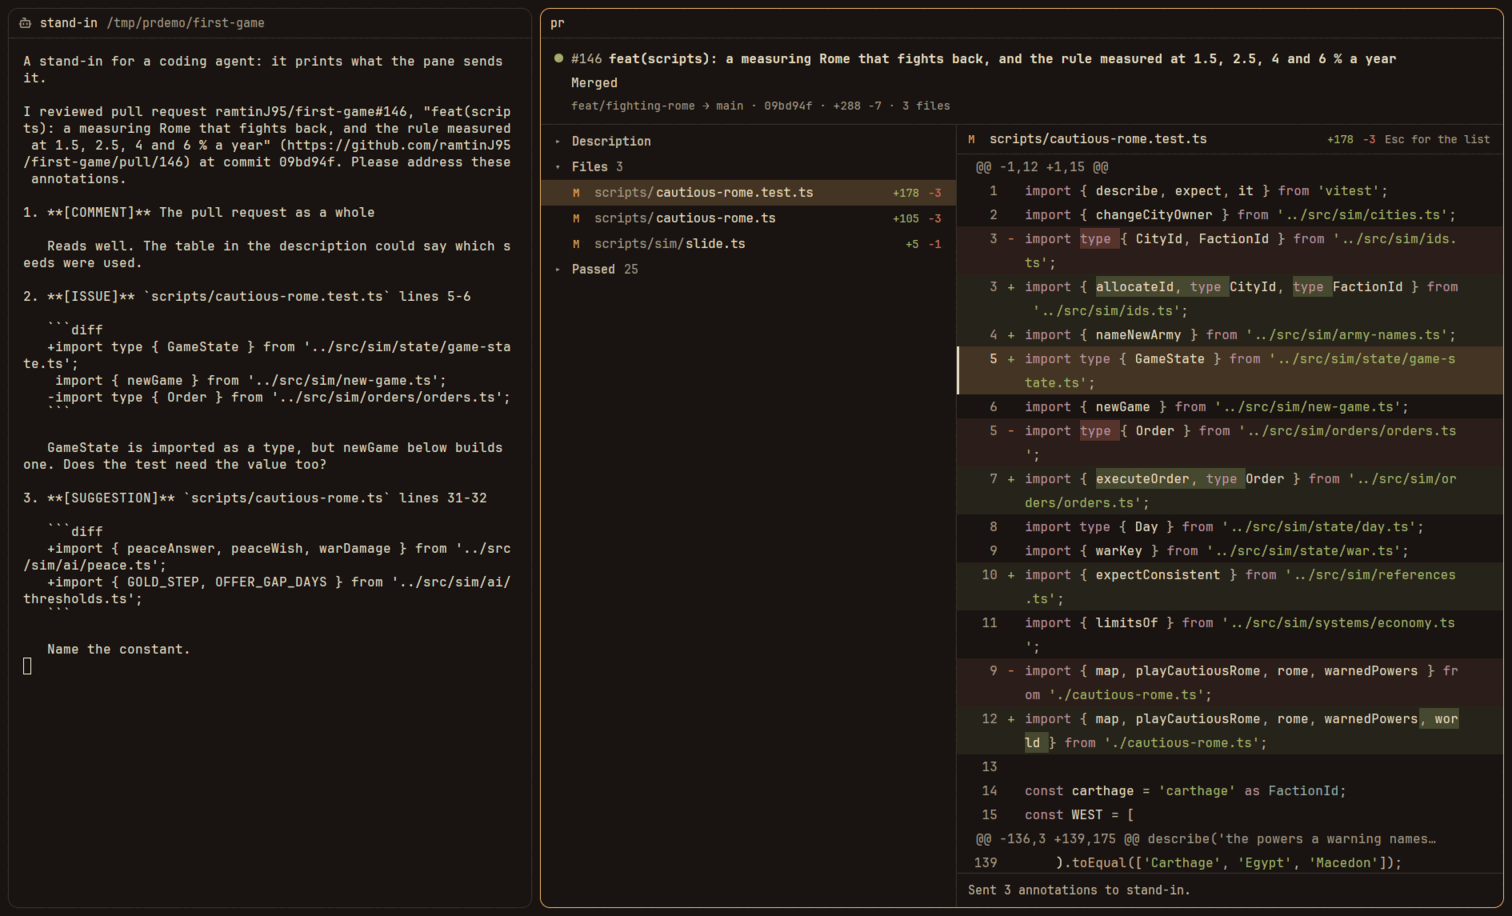 stand-in /tmp/prdemo/first-game
A stand-in for a coding agent: it prints what the pane sends
it.
I reviewed pull request ramtinJ95/first-game#146, "feat(scrip
ts): a measuring Rome that fights back, and the rule measured
at 1.5, 2.5, 4 and 6 % a year" (https://github.com/ramtinJ95
/first-game/pull/146) at commit 09bd94f. Please address these
annotations.
1. **[COMMENT]** The pull request as a whole
Reads well. The table in the description could say which s
eeds were used.
2. **[ISSUE]** `scripts/cautious-rome.test.ts` lines 5-6
```diff
+import type { GameState } from '../src/sim/state/game-sta
te.ts';
import { newGame } from '../src/sim/new-game.ts';
-import type { Order } from '../src/sim/orders/orders.ts';
```
GameState is imported as a type, but newGame below builds
one. Does the test need the value too?
3. **[SUGGESTION]** `scripts/cautious-rome.ts` lines 31-32
```diff
+import { peaceAnswer, peaceWish, warDamage } from '../src
/sim/ai/peace.ts';
+import { GOLD_STEP, OFFER_GAP_DAYS } from '../src/sim/ai/
thresholds.ts';
```
Name the constant.
pr
#146 feat(scripts): a measuring Rome that fights back, and the rule measured at 1.5, 2.5, 4 and 6 % a year
Merged
feat/fighting-rome → main · 09bd94f · +288 -7 · 3 files
▸ Description
▾ Files 3
M scripts/cautious-rome.test.ts +178 -3
M scripts/cautious-rome.ts +105 -3
M scripts/sim/slide.ts +5 -1
▸ Passed 25
M scripts/cautious-rome.test.ts +178 -3 Esc for the list
@@ -1,12 +1,15 @@
1 import { describe, expect, it } from 'vitest';
2 import { changeCityOwner } from '../src/sim/cities.ts';
3 - import type { CityId, FactionId } from '../src/sim/ids.
ts';
3 + import { allocateId, type CityId, type FactionId } from
'../src/sim/ids.ts';
4 + import { nameNewArmy } from '../src/sim/army-names.ts';
5 + import type { GameState } from '../src/sim/state/game-s
tate.ts';
6 import { newGame } from '../src/sim/new-game.ts';
5 - import type { Order } from '../src/sim/orders/orders.ts
';
7 + import { executeOrder, type Order } from '../src/sim/or
ders/orders.ts';
8 import type { Day } from '../src/sim/state/day.ts';
9 import { warKey } from '../src/sim/state/war.ts';
10 + import { expectConsistent } from '../src/sim/references
.ts';
11 import { limitsOf } from '../src/sim/systems/economy.ts
';
9 - import { map, playCautiousRome, rome, warnedPowers } fr
om './cautious-rome.ts';
12 + import { map, playCautiousRome, rome, warnedPowers, wor
ld } from './cautious-rome.ts';
13
14 const carthage = 'carthage' as FactionId;
15 const WEST = [
@@ -136,3 +139,175 @@ describe('the powers a warning names…
139 ).toEqual(['Carthage', 'Egypt', 'Macedon']);
Sent 3 annotations to stand-in.